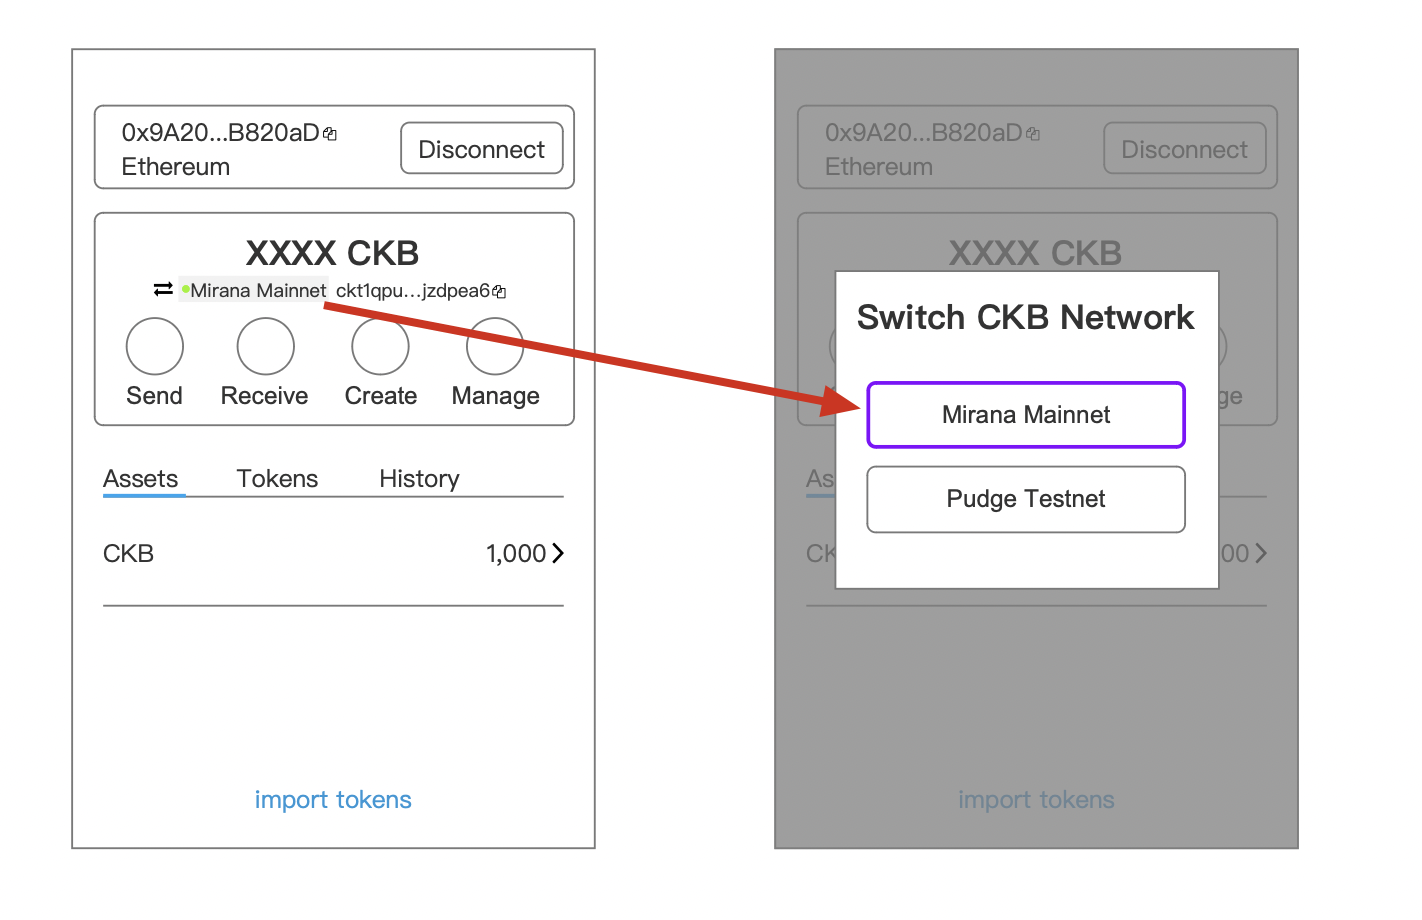 0x9A20...B820aD
Ethereum
Disconnect
XXXX CKB
Mirana Mainnet ckt1qpu...jzdpea6
Send Receive Create Manage
Assets Tokens History
CKB 1,000
import tokens
0x9A20...B820aD
Ethereum
Disconnect
XXXX CKB
Switch CKB Network
Mirana Mainnet
ge
As
Pudge Testnet
CK 00
import tokens